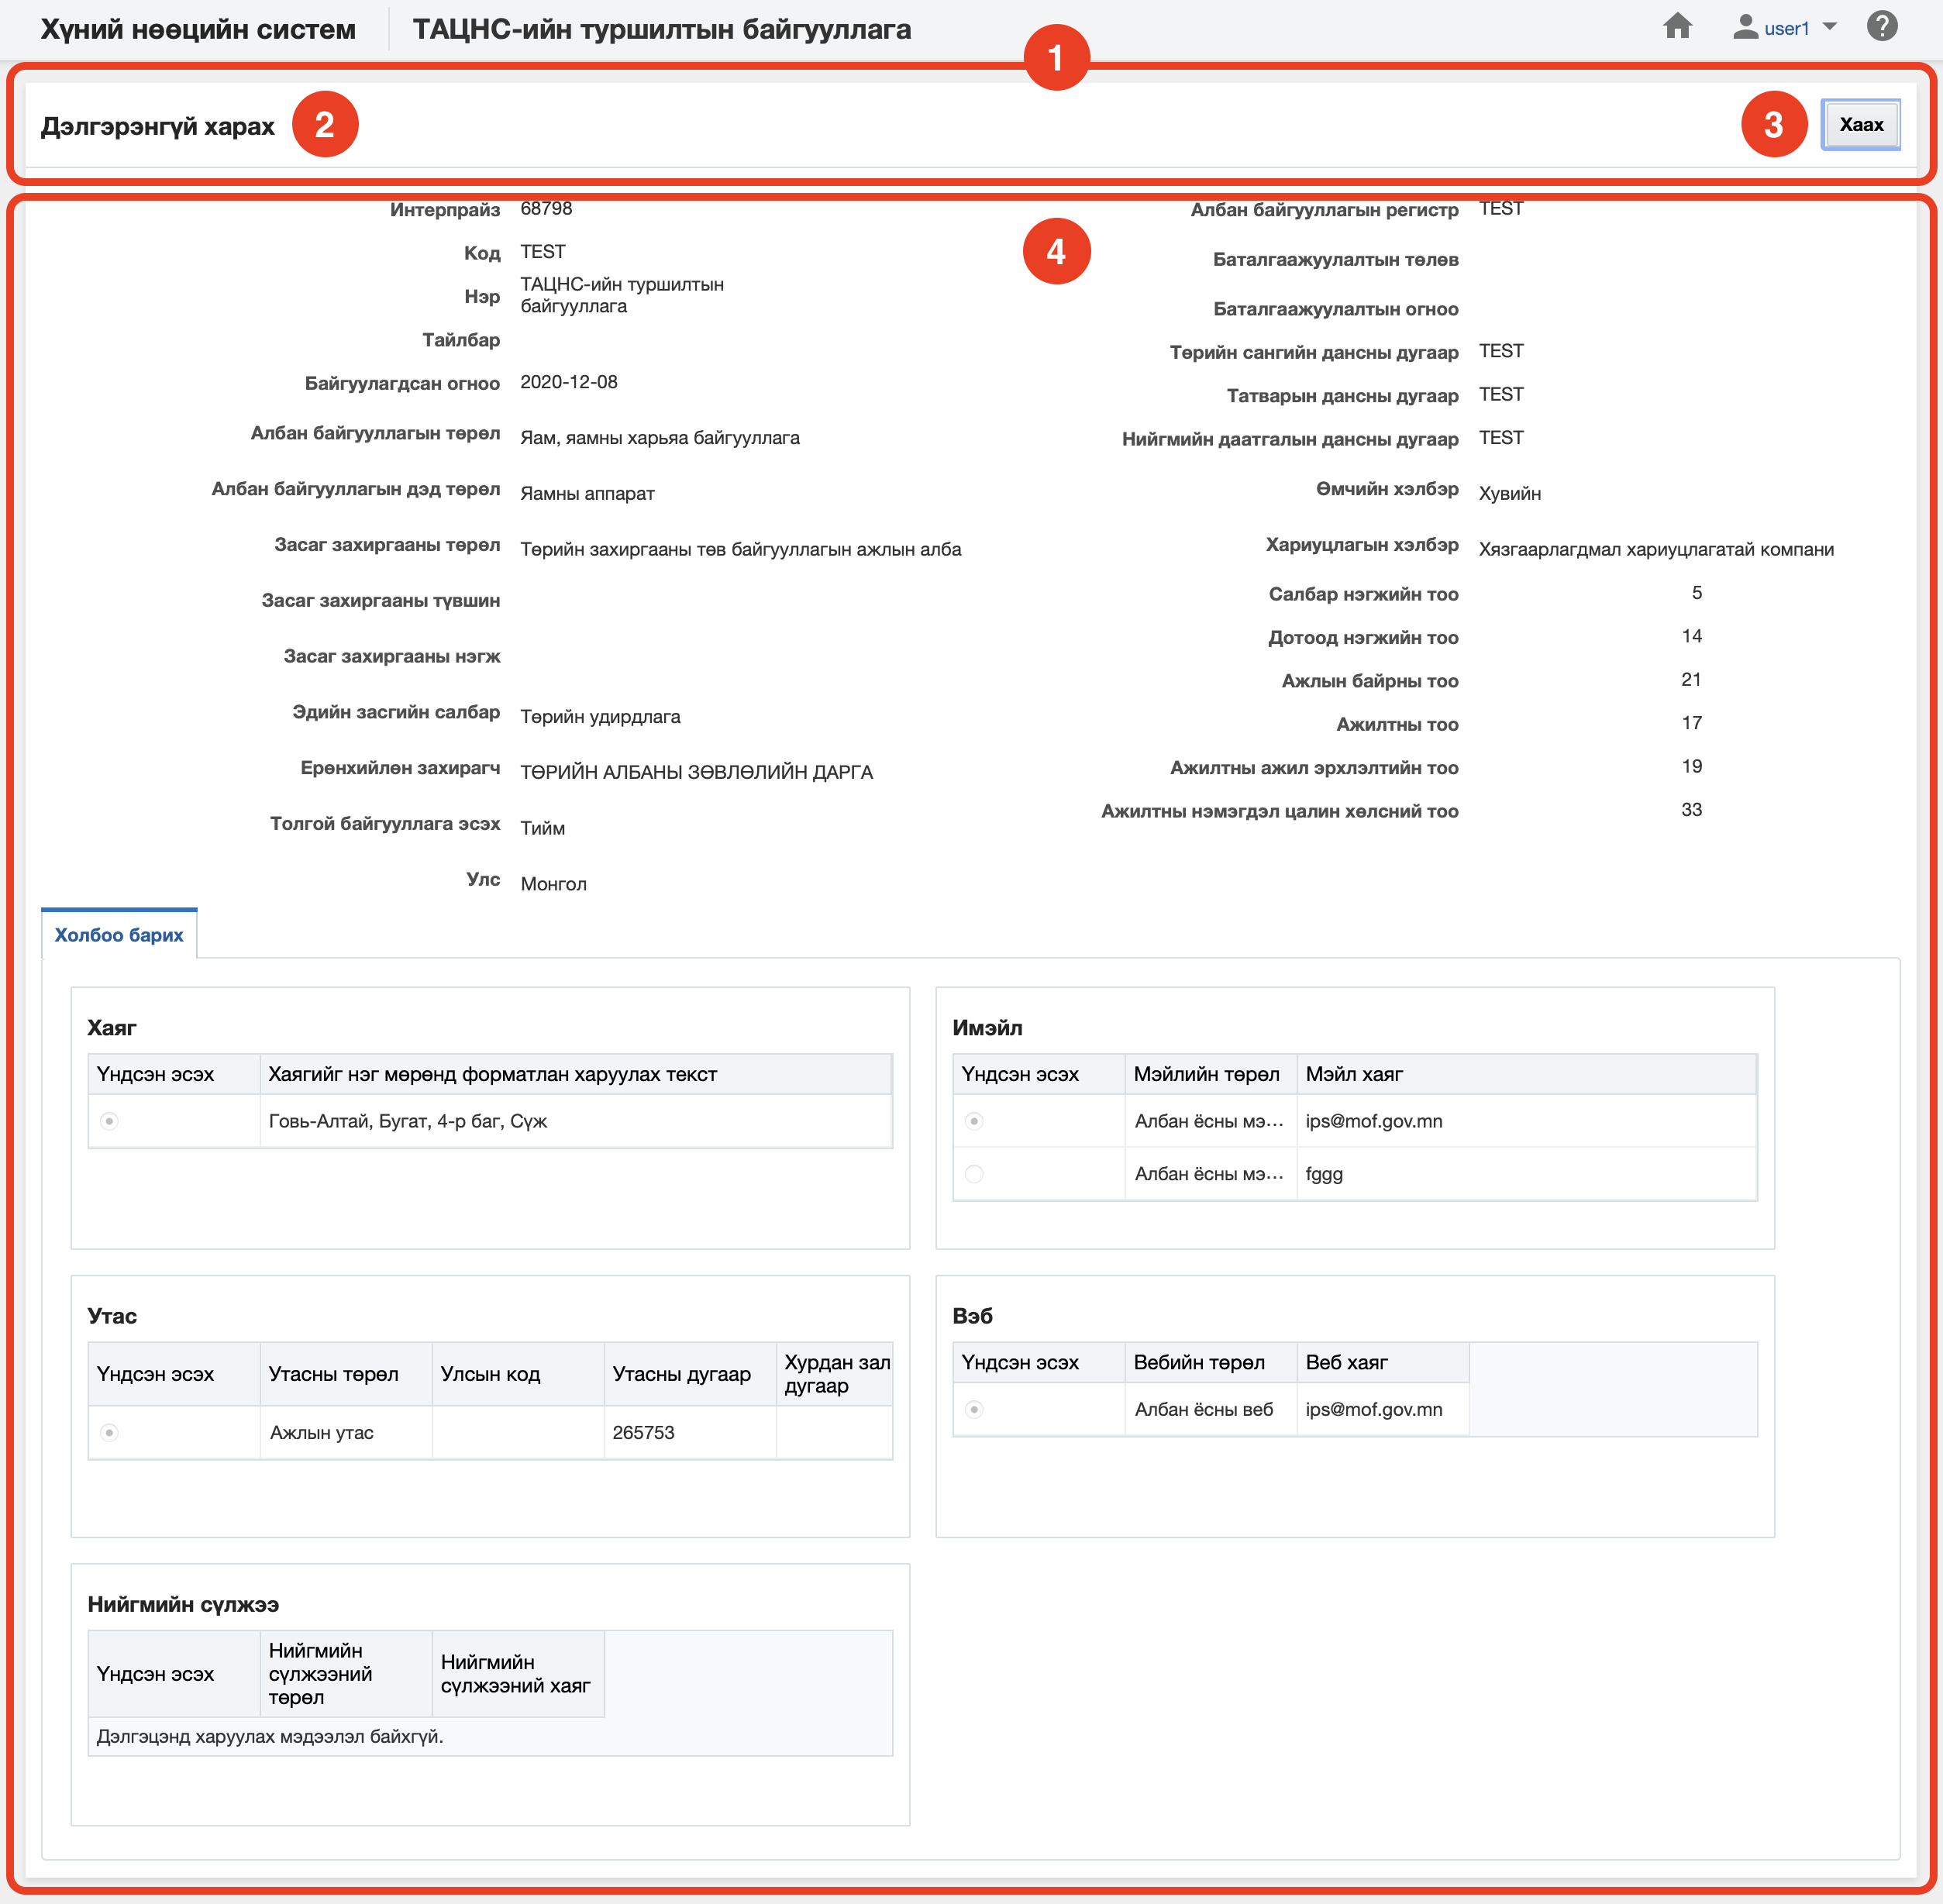 Хүний нөөцийн систем
ТАЦНС-ийн туршилтын байгууллага
user1
?
1
Дэлгэрэнгүй харах
2
3
Хаах
4
Интерпрайз 68798
Код TEST
Нэр ТАЦНС-ийн туршилтын
байгууллага
Тайлбар
Байгуулагдсан огноо 2020-12-08
Албан байгууллагын төрөл Яам, яамны харьяа байгууллага
Албан байгууллагын дэд төрөл Яамны аппарат
Засаг захиргааны төрөл Төрийн захиргааны төв байгууллагын ажлын алба
Засаг захиргааны түвшин
Засаг захиргааны нэгж
Эдийн засгийн салбар Төрийн удирдлага
Ерөнхийлөн захирагч ТӨРИЙН АЛБАНЫ ЗӨВЛӨЛИЙН ДАРГА
Толгой байгууллага эсэх Тийм
Улс Монгол
Албан байгууллагын регистр TEST
Баталгаажуулалтын төлөв
Баталгаажуулалтын огноо
Төрийн сангийн дансны дугаар TEST
Татварын дансны дугаар TEST
Нийгмийн даатгалын дансны дугаар TEST
Өмчийн хэлбэр Хувийн
Хариуцлагын хэлбэр Хязгаарлагдмал хариуцлагатай компани
Салбар нэгжийн тоо 5
Дотоод нэгжийн тоо 14
Ажлын байрны тоо 21
Ажилтны тоо 17
Ажилтны ажил эрхлэлтийн тоо 19
Ажилтны нэмэгдэл цалин хөлсний тоо 33
Холбоо барих
Хаяг
Үндсэн эсэх Хаягийг нэг мөрөнд форматлан харуулах текст
Говь-Алтай, Бугат, 4-р баг, Сүж
Имэйл
Үндсэн эсэх Мэйлийн төрөл Мэйл хаяг
Албан ёсны мэ... ips@mof.gov.mn
Албан ёсны мэ... fggg
Утас
Үндсэн эсэх Утасны төрөл Улсын код Утасны дугаар Хурдан зал
дугаар
Ажлын утас 265753
Вэб
Үндсэн эсэх Вебийн төрөл Веб хаяг
Албан ёсны веб ips@mof.gov.mn
Нийгмийн сүлжээ
Үндсэн эсэх
Нийгмийн
сүлжээний
төрөл
Нийгмийн
сүлжээний хаяг
Дэлгэцэнд харуулах мэдээлэл байхгүй.